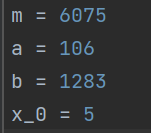 m = 6075
a = 106
b = 1283
x_0 = 5